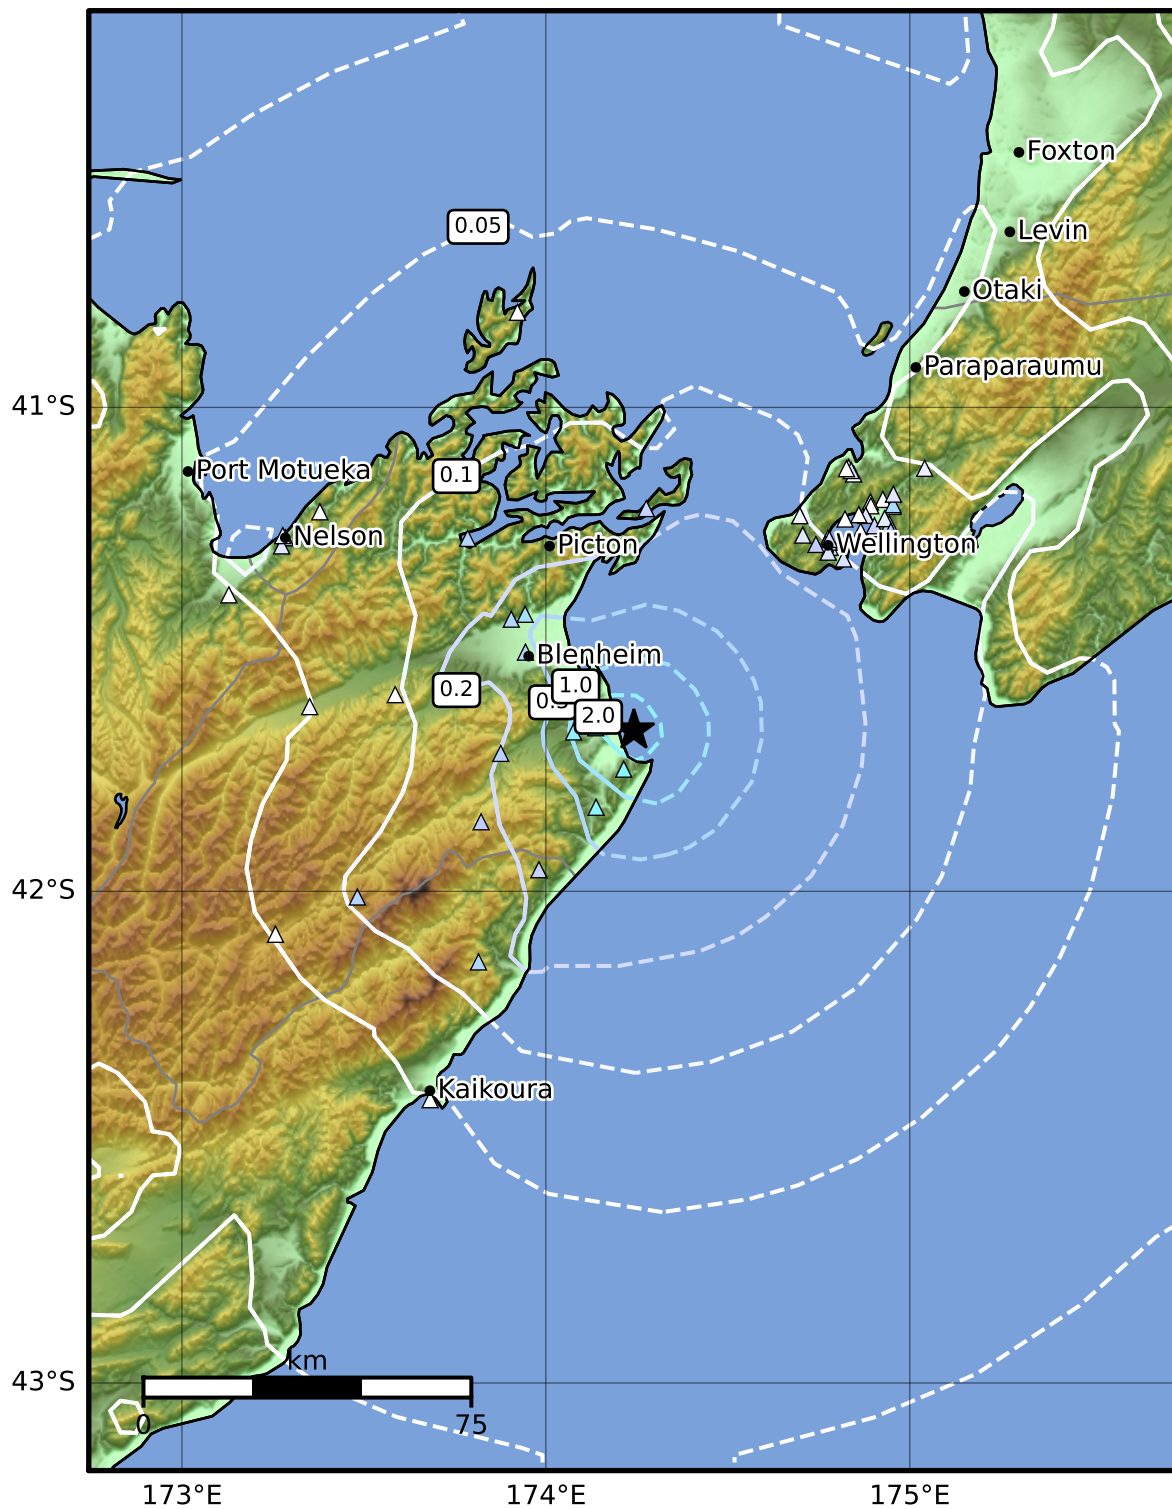 Foxton
0.05
Levin
Otaki
Paraparaumu
41°S
Port Motueka
0.1
Nelson
Picton
Wellington
Blenheim
0.2
1.0
2.0
42°S
Kaikoura
km
43°S
0
75
173°E
174°E
175°E